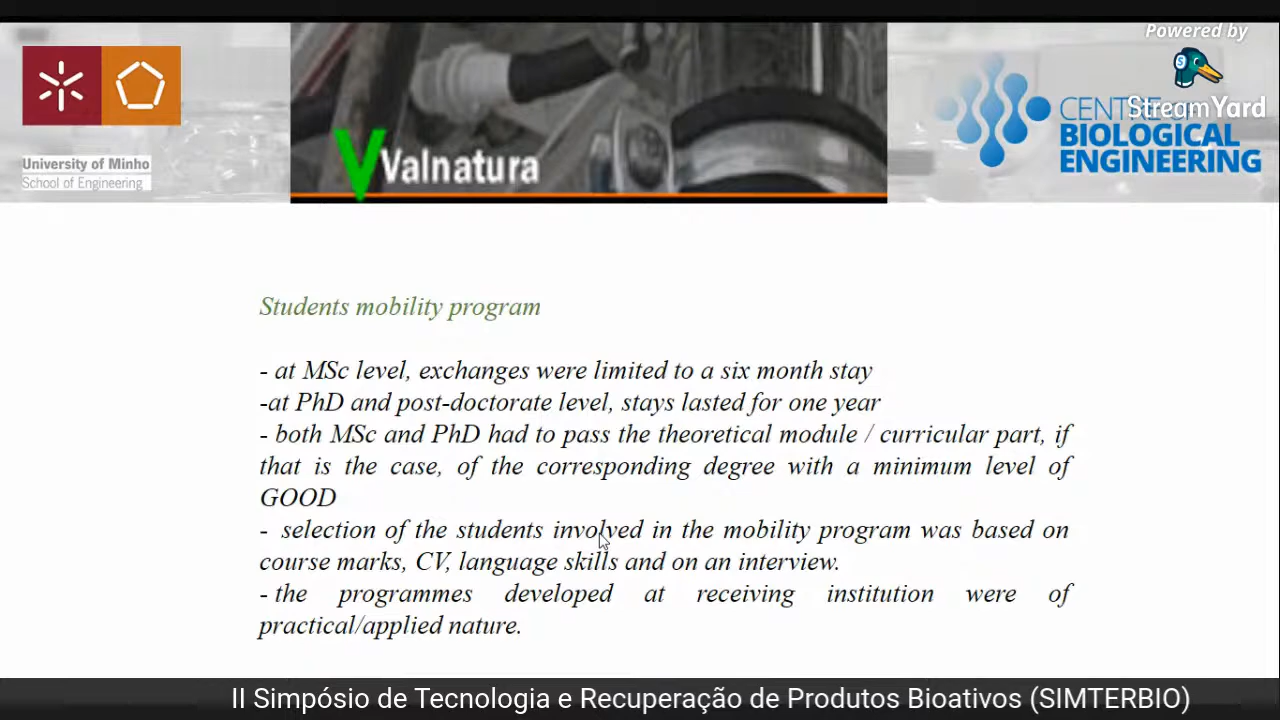 Powered by
StreamYard
University of Minho
School of Engineering
Valnatura
CENTRE of
BIOLOGICAL
ENGINEERING
Students mobility program
- at MSc level, exchanges were limited to a six month stay
-at PhD and post-doctorate level, stays lasted for one year
- both MSc and PhD had to pass the theoretical module / curricular part, if
that is the case, of the corresponding degree with a minimum level of
GOOD
- selection of the students involved in the mobility program was based on
course marks, CV, language skills and on an interview.
- the programmes developed at receiving institution were of
practical/applied nature.
II Simpósio de Tecnologia e Recuperação de Produtos Bioativos (SIMTERBIO)